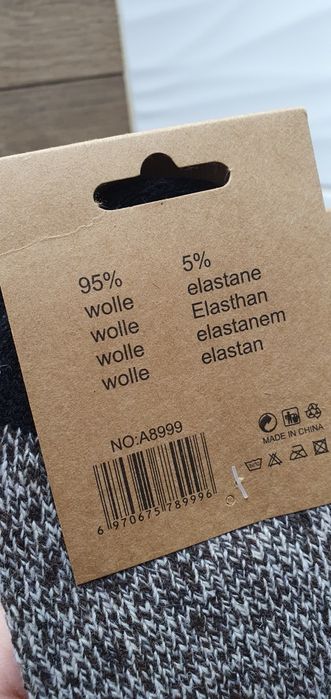 95% 5%
wolle elastane
wolle Elasthan
wolle elastanem
wolle elastan
NO:A8999
6 970675 789996
MADE IN CHINA